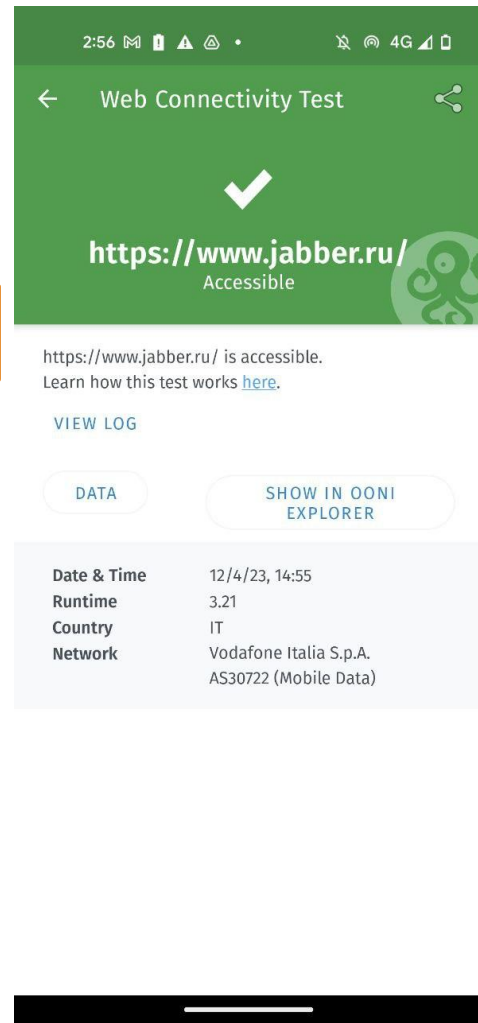 2:56 4G
Web Connectivity Test
https://www.jabber.ru/
Accessible
https://www.jabber.ru/ is accessible.
Learn how this test works here.
VIEW LOG
DATA
SHOW IN OONI
EXPLORER
Date & Time 12/4/23, 14:55
Runtime 3.21
Country IT
Network Vodafone Italia S.p.A.
AS30722 (Mobile Data)